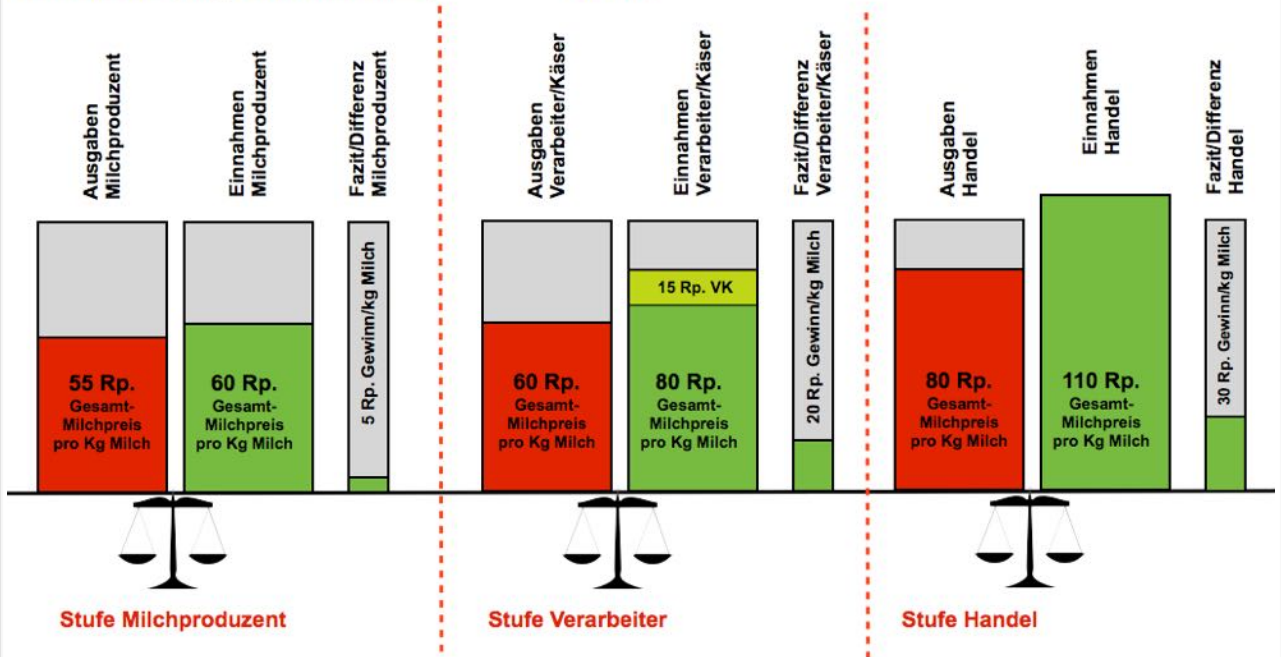 Ausgaben
Milchproduzent
Einnahmen
Milchproduzent
Fazit/Differenz
Milchproduzent
Ausgaben
Verarbeiter/Käser
Einnahmen
Verarbeiter/Käser
Fazit/Differenz
Verarbeiter/Käser
Ausgaben
Handel
Einnahmen
Handel
Fazit/Differenz
Handel
55 Rp.
Gesamt-
Milchpreis
pro Kg Milch
60 Rp.
Gesamt-
Milchpreis
pro Kg Milch
5 Rp. Gewinn/kg Milch
60 Rp.
Gesamt-
Milchpreis
pro Kg Milch
15 Rp. VK
80 Rp.
Gesamt-
Milchpreis
pro Kg Milch
20 Rp. Gewinn/kg Milch
80 Rp.
Gesamt-
Milchpreis
pro Kg Milch
110 Rp.
Gesamt-
Milchpreis
pro Kg Milch
30 Rp. Gewinn/kg Milch
Stufe Milchproduzent
Stufe Verarbeiter
Stufe Handel